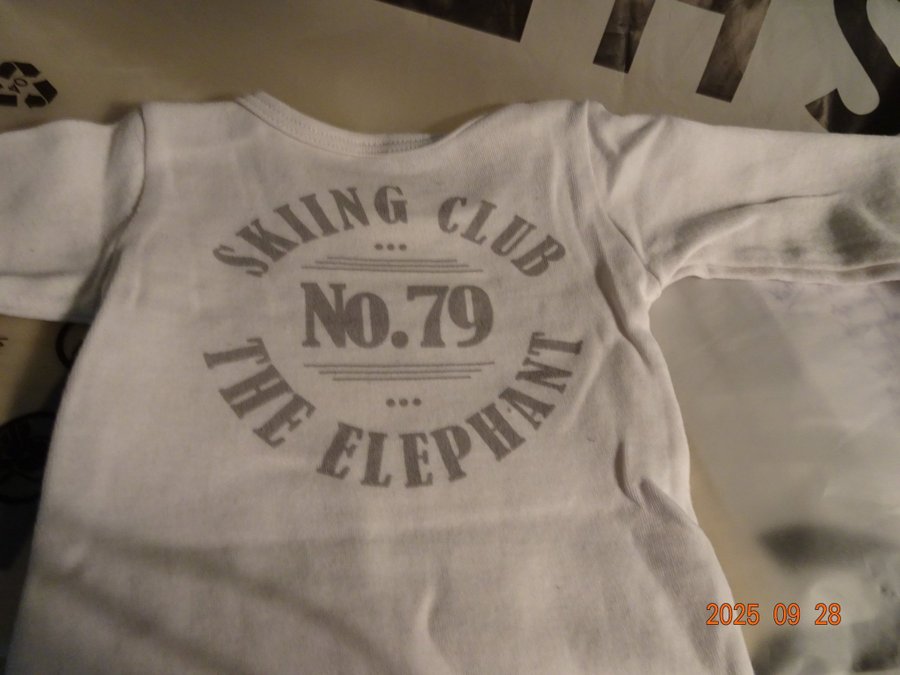 SKIING CLUB
No.79
THE ELEPHANT
2025 09 28